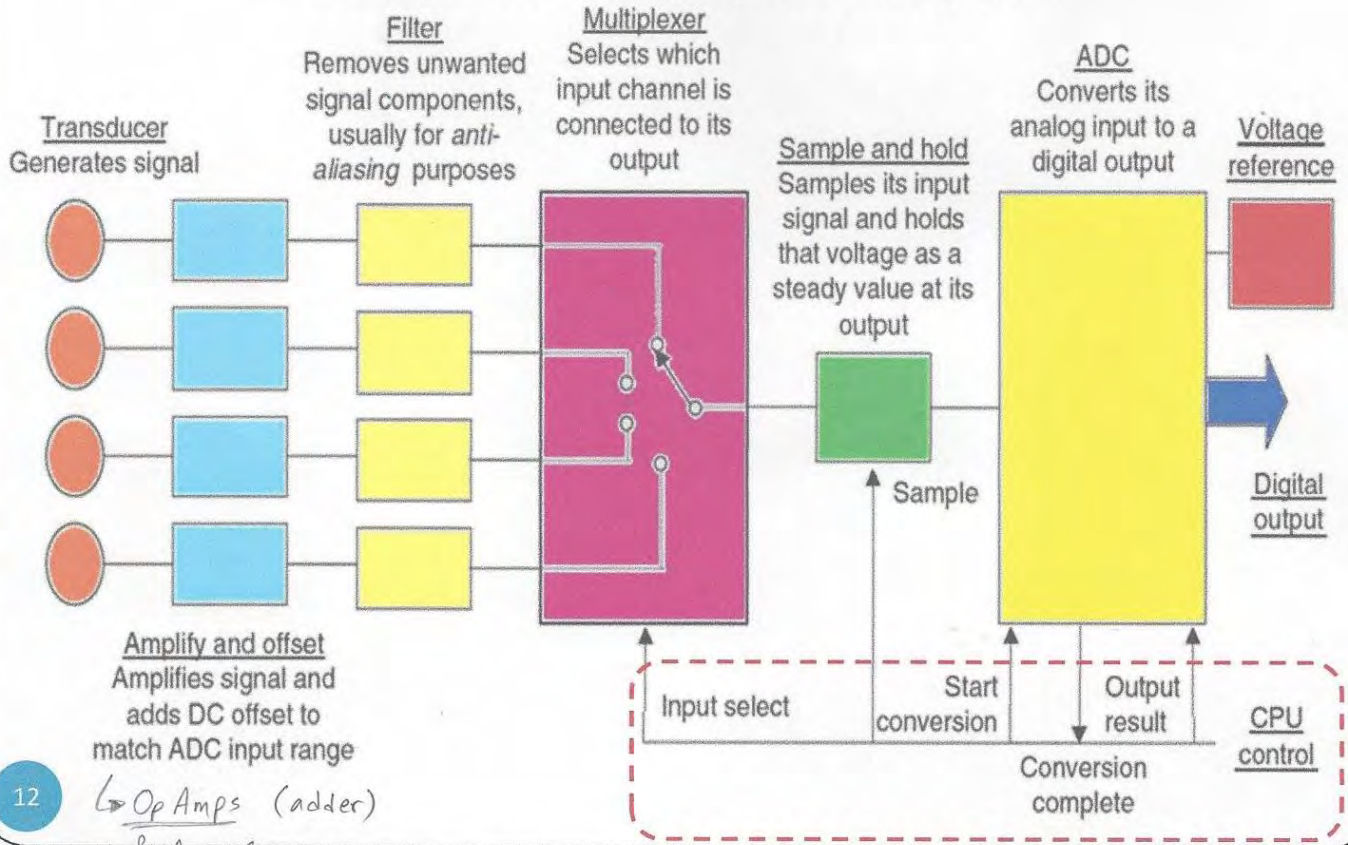 Transducer
Generates signal
Filter
Removes unwanted
signal components,
usually for anti-
aliasing purposes
Multiplexer
Selects which
input channel is
connected to its
output
Sample and hold
Samples its input
signal and holds
that voltage as a
steady value at its
output
ADC
Converts its
analog input to a
digital output
Voltage
reference
Sample
Digital
output
Amplify and offset
Amplifies signal and
adds DC offset to
match ADC input range
Input select
Start
conversion
Output
result
CPU
control
Conversion
complete
12
↳ Op Amps (adder)